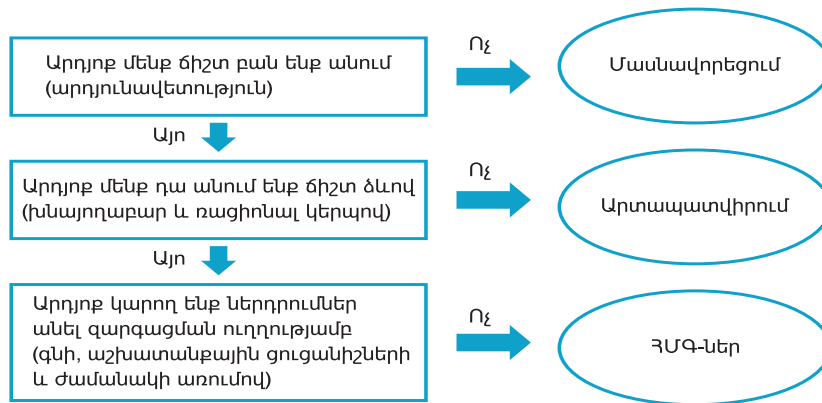 Արդյոք մենք ճիշտ բան ենք անում
(արդյունավետություն)
Ոչ
Մասնավորեցում
Այո
Արդյոք մենք դա անում ենք ճիշտ ձևով
(խնայողաբար և ռացիոնալ կերպով)
Ոչ
Արտապատվիրում
Այո
Արդյոք կարող ենք ներդրումներ
անել զարգացման ուղղությամբ
(գնի, աշխատանքային ցուցանիշների
և ժամանակի առումով)
Ոչ
ՀՄԳ-ներ